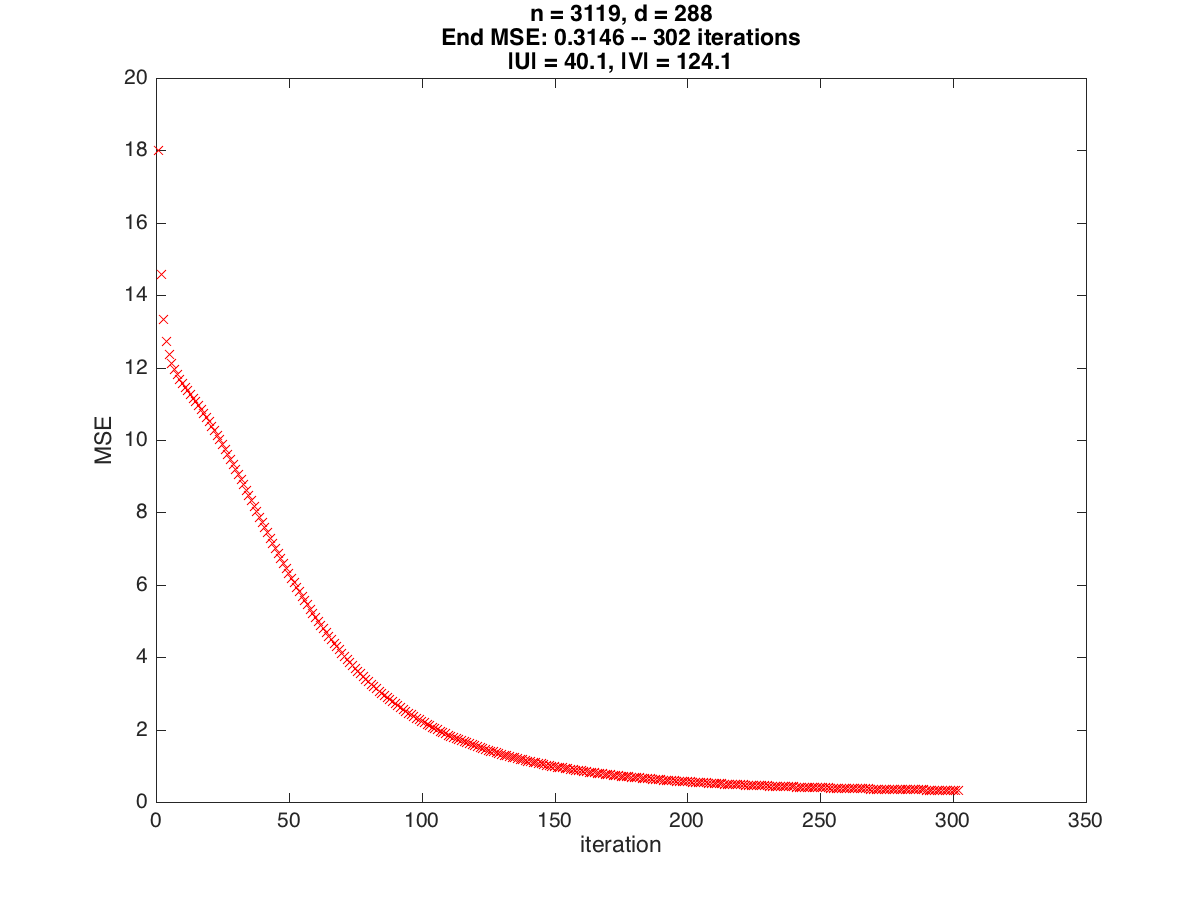 n = 3119, d = 288
End MSE: 0.3146 -- 302 iterations
|U| = 40.1, |V| = 124.1
20
18
16
14
12
10
8
6
4
2
0
MSE
0 50 100 150 200 250 300 350
iteration